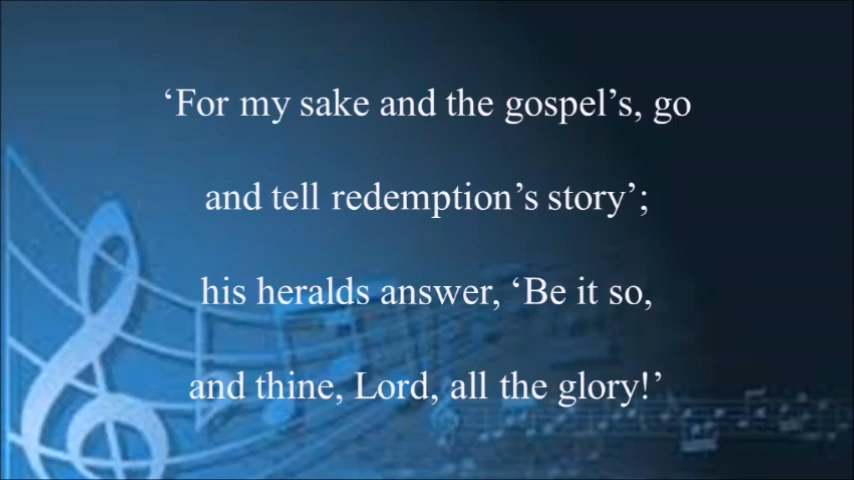 ‘For my sake and the gospel’s, go
and tell redemption’s story’;
his heralds answer, ‘Be it so,
and thine, Lord, all the glory!’